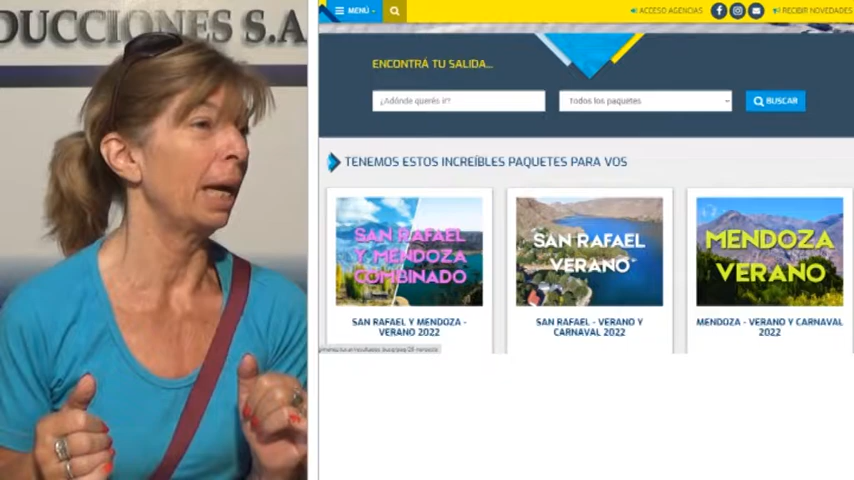 DUCCIONES S.A.
MENÚ
ACCESO AGENCIAS
RECIBIR NOVEDADES
ENCONTRÁ TU SALIDA...
¿Adónde querés ir?
Todos los paquetes
BUSCAR
TENEMOS ESTOS INCREÍBLES PAQUETES PARA VOS
SAN RAFAEL
Y MENDOZA
COMBINADO
SAN RAFAEL
VERANO
MENDOZA
VERANO
SAN RAFAEL Y MENDOZA -
VERANO 2022
SAN RAFAEL - VERANO Y
CARNAVAL 2022
MENDOZA - VERANO Y CARNAVAL
2022